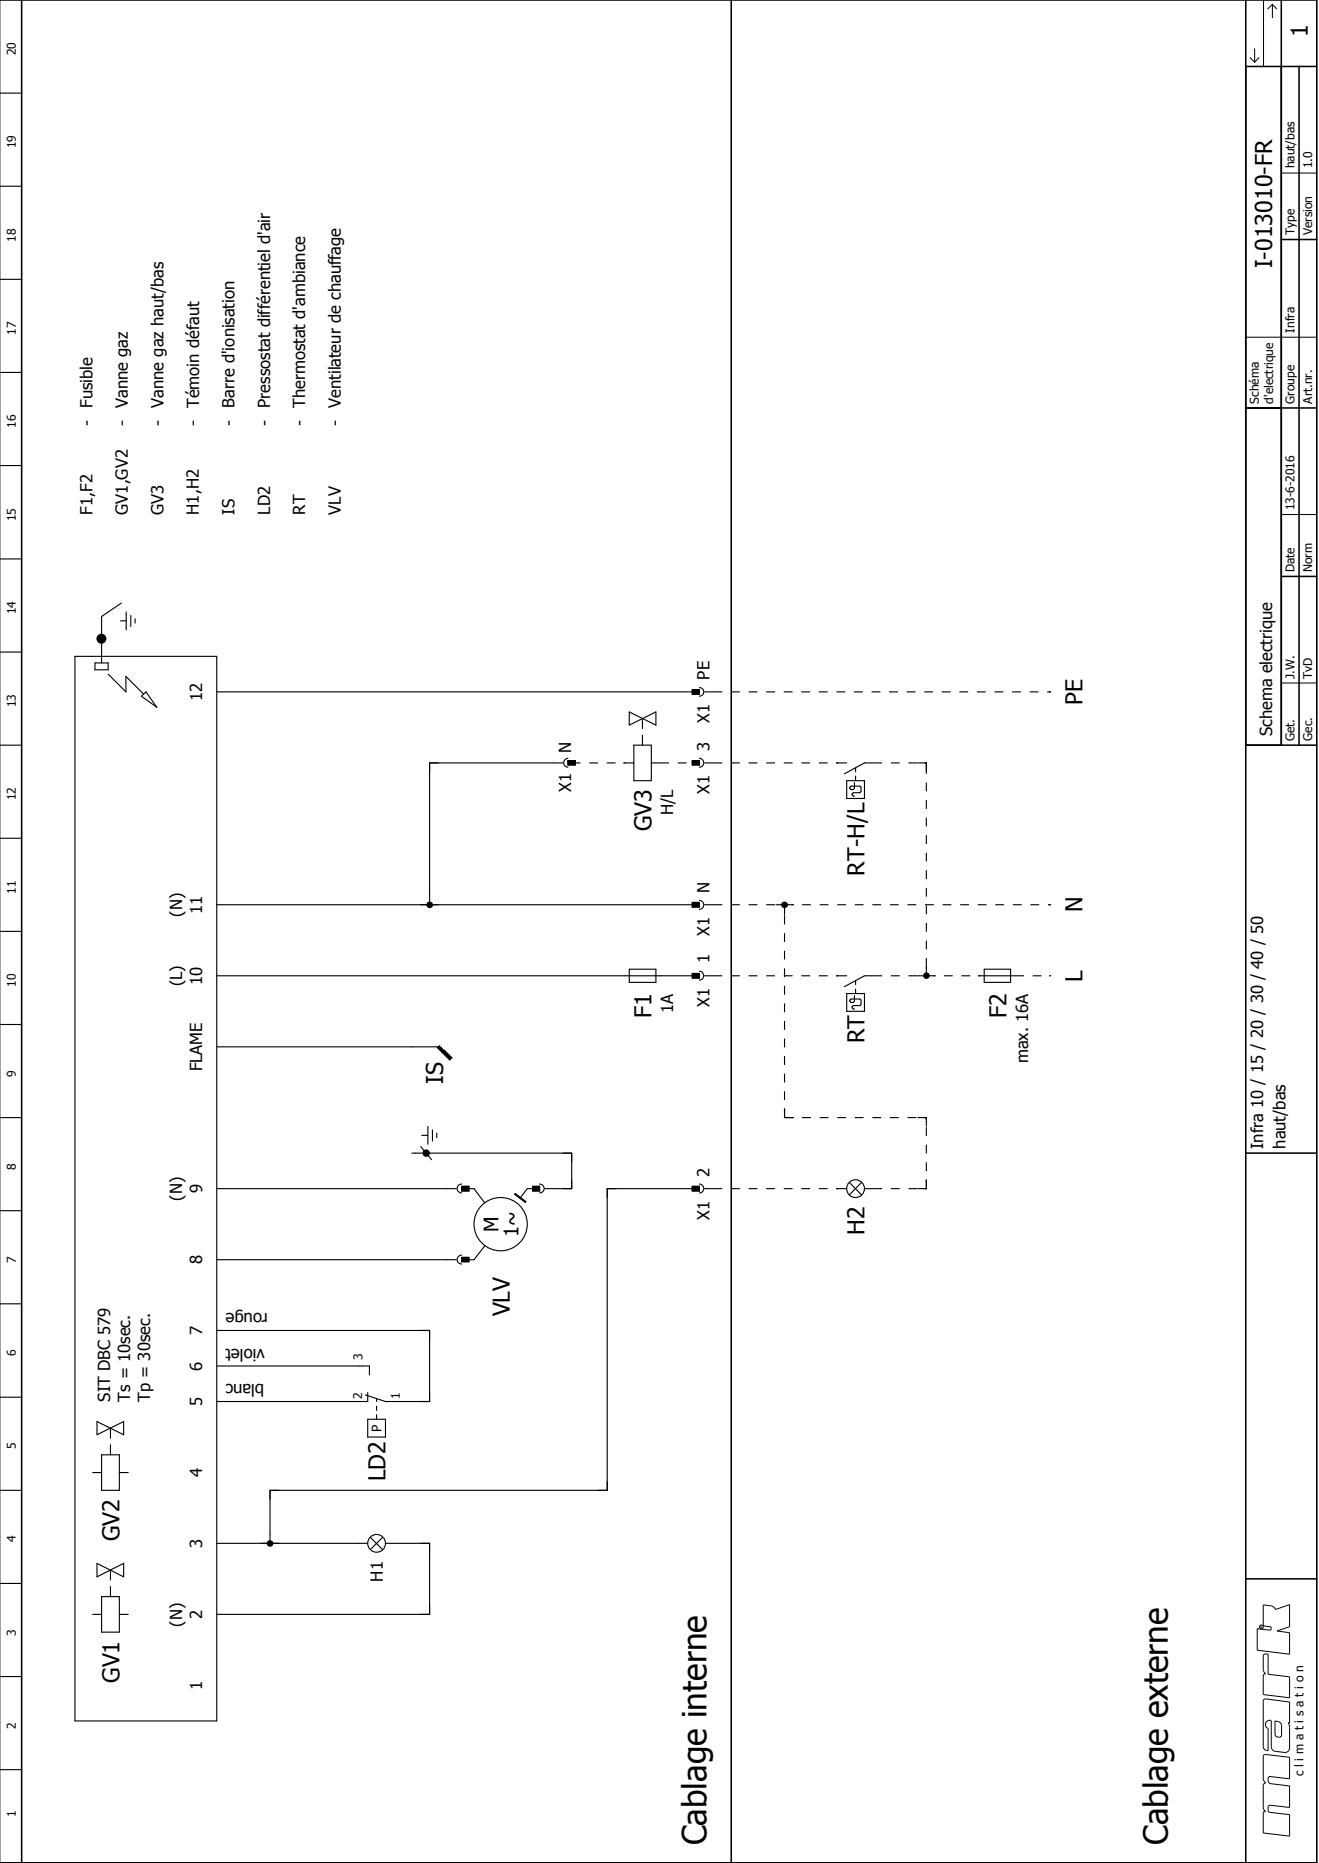 1 2 3 4 5 6 7 8 9 10 11 12 13 14 15 16 17 18 19 20
GV1
GV2
SIT DBC 579
Ts = 10sec.
Tp = 30sec.
(N) (N) (L) (N)
1 2 3 4 5 6 7 8 9 FLAME 10 11 12
blanc
violet
rouge
H1
LD2
P
2
1
3
VLV
M
1~
IS
F1
1A
X1 N
GV3
H/L
X1 2
X1 1
X1 N
X1 3
X1 PE
F1,F2 - Fusible
GV1,GV2 - Vanne gaz
GV3 - Vanne gaz haut/bas
H1,H2 - Témoin défaut
IS - Barre d'ionisation
LD2 - Pressostat différentiel d'air
RT - Thermostat d'ambiance
VLV - Ventilateur de chauffage
Cablage interne
H2
RT
ϑ
RT-H/L
ϑ
F2
max. 16A
L
N
PE
Cablage externe
mark
climatisation
Infra 10 / 15 / 20 / 30 / 40 / 50
haut/bas
Schema electrique
Schéma
d'electrique
I-013010-FR
Get. J.W. Date 13-6-2016 Groupe Infra Type haut/bas
Gec. TvD Norm Art.nr. Version 1.0
1